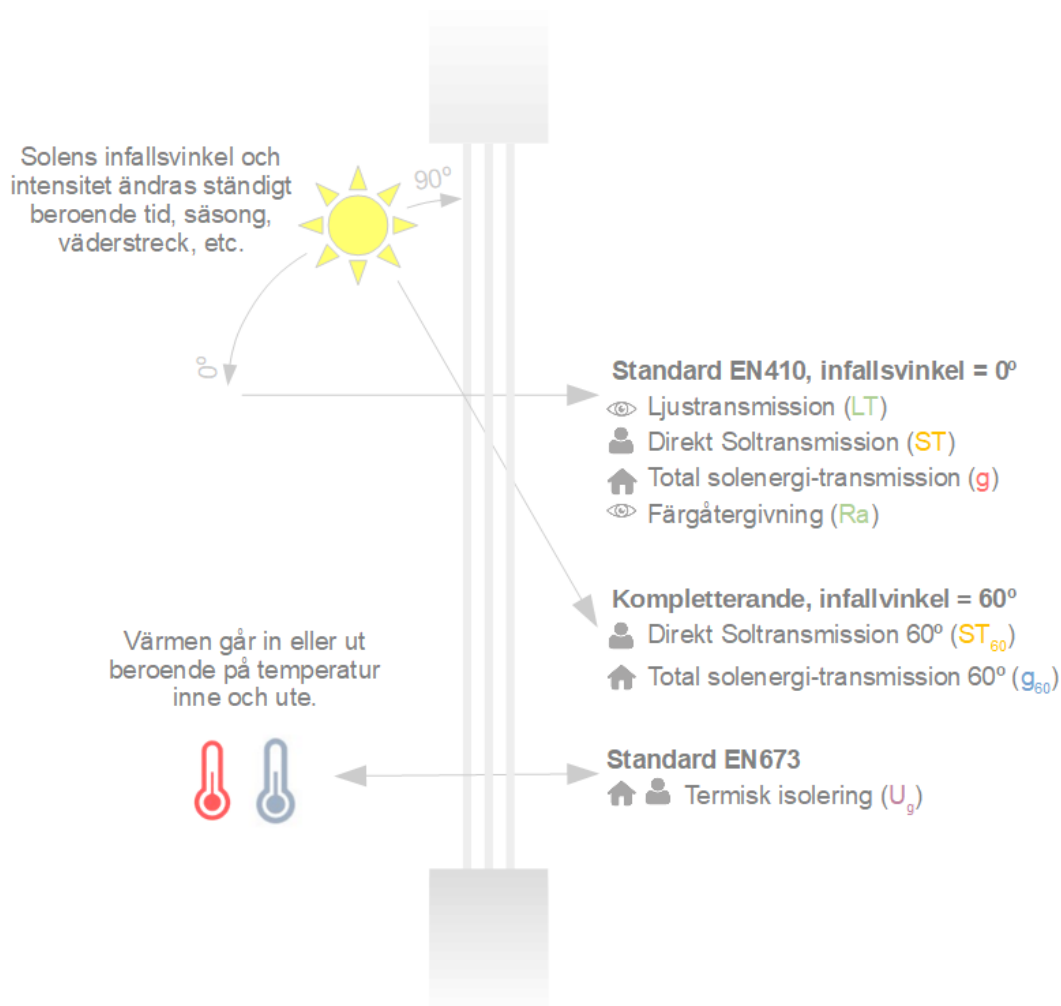 Solens infallsvinkel och
intensitet ändras ständigt
beroende tid, säsong,
väderstreck, etc.
90º
0º
Standard EN410, infallsvinkel = 0º
Ljustransmission (LT)
Direkt Soltransmission (ST)
Total solenergi-transmission (g)
Färgåtergivning (Ra)
Kompletterande, infallvinkel = 60º
Direkt Soltransmission 60º (ST60)
Total solenergi-transmission 60º (g60)
Värmen går in eller ut
beroende på temperatur
inne och ute.
Standard EN673
Termisk isolering (Ug)